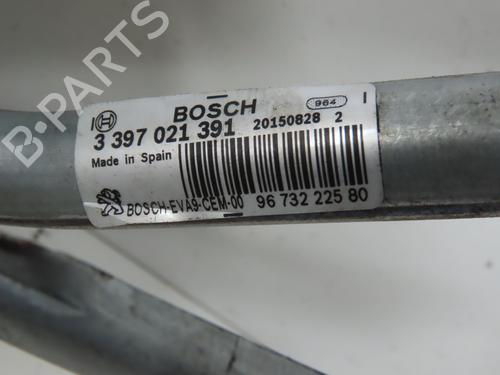 B-PARTS
BOSCH
964
3 397 021 391 20150828 2
Made in Spain
BOSCH-EVA9-CEM-00 96 732 225 80